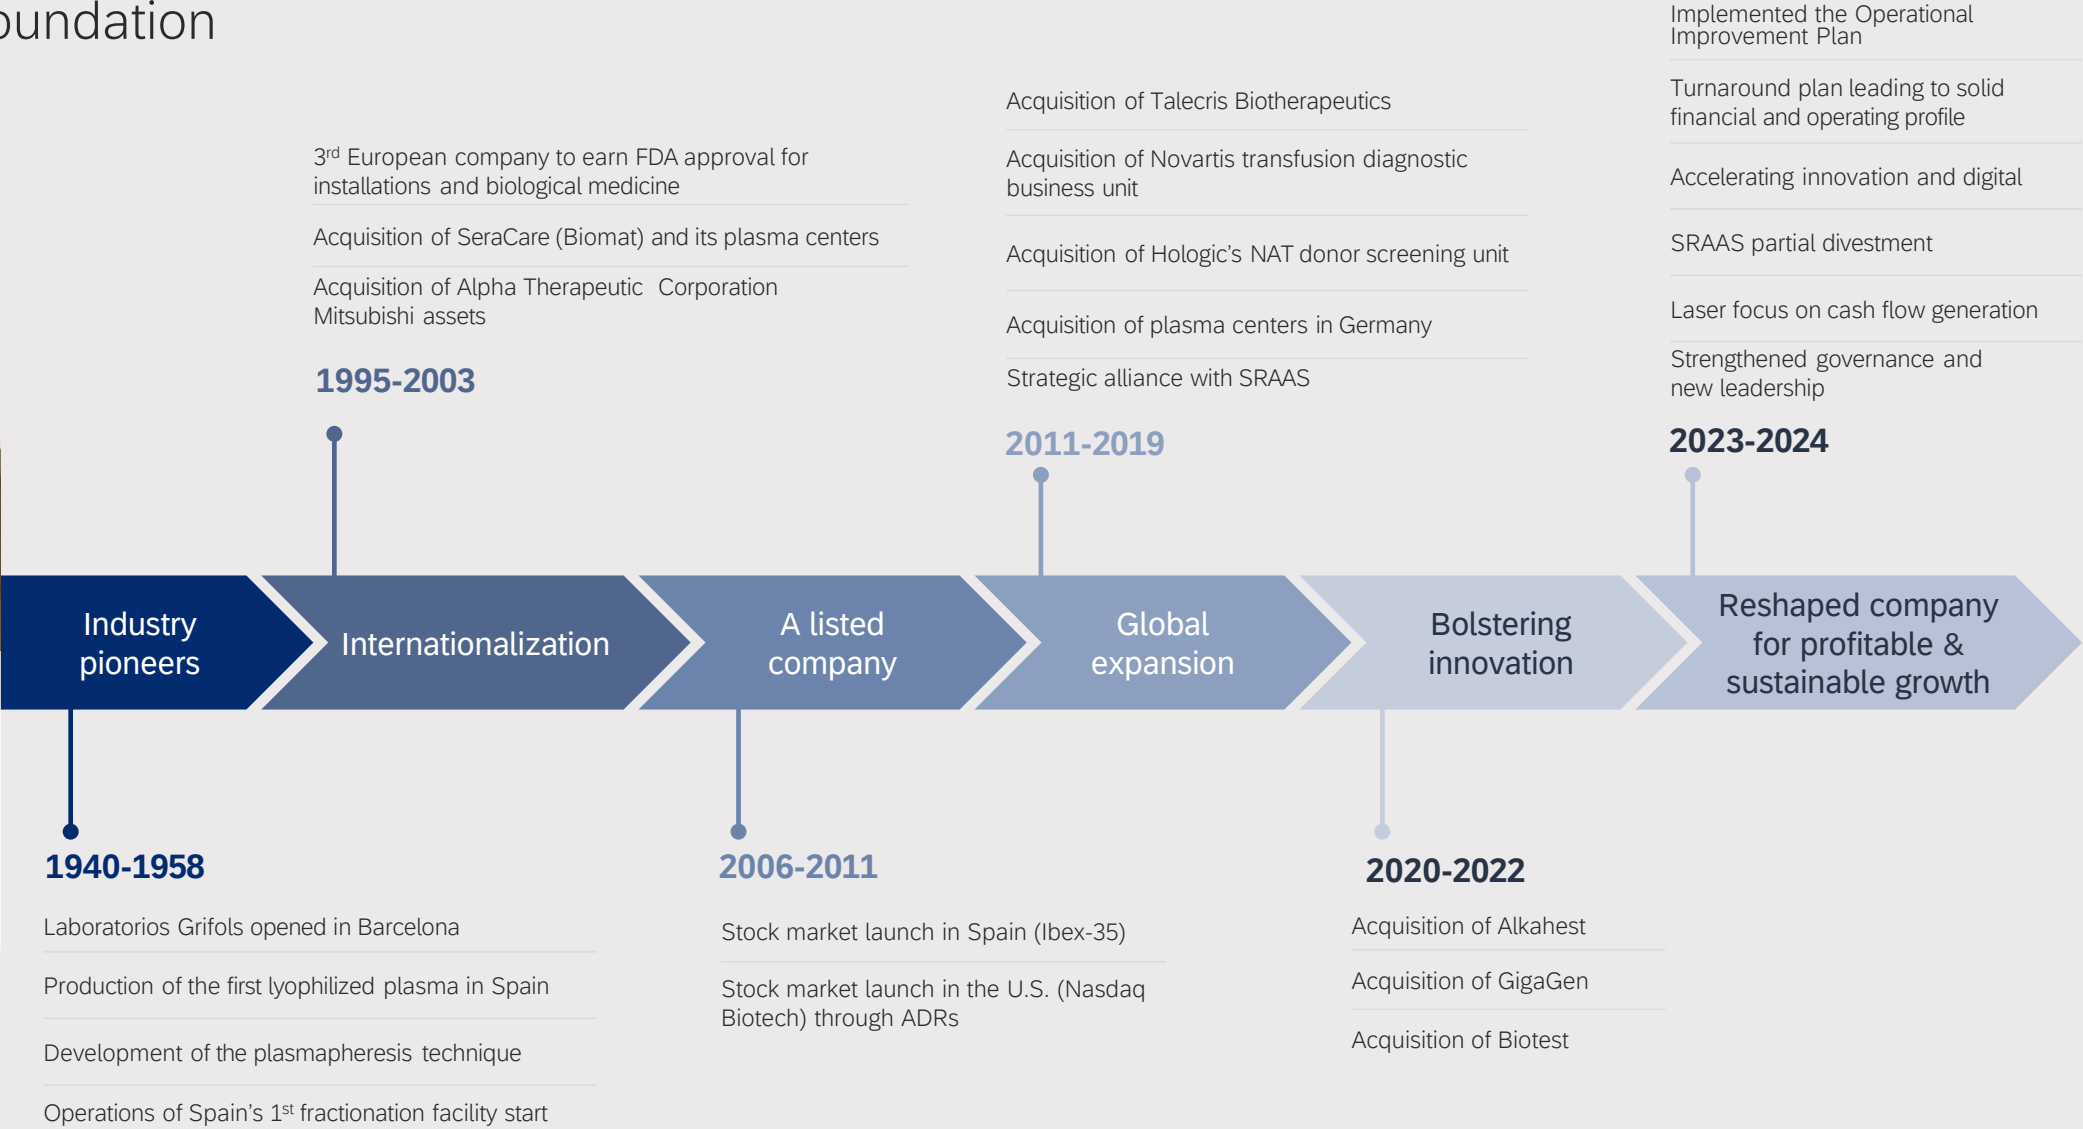 oundation
Implemented the Operational
Improvement Plan
Turnaround plan leading to solid
financial and operating profile
Accelerating innovation and digital
SRAAS partial divestment
Laser focus on cash flow generation
Strengthened governance and
new leadership
2023-2024
Acquisition of Talecris Biotherapeutics
Acquisition of Novartis transfusion diagnostic
business unit
Acquisition of Hologic’s NAT donor screening unit
Acquisition of plasma centers in Germany
Strategic alliance with SRAAS
2011-2019
3rd European company to earn FDA approval for
installations and biological medicine
Acquisition of SeraCare (Biomat) and its plasma centers
Acquisition of Alpha Therapeutic Corporation
Mitsubishi assets
1995-2003
Industry
pioneers
Internationalization
A listed
company
Global
expansion
Bolstering
innovation
Reshaped company
for profitable &
sustainable growth
1940-1958
Laboratorios Grifols opened in Barcelona
Production of the first lyophilized plasma in Spain
Development of the plasmapheresis technique
Operations of Spain’s 1st fractionation facility start
2006-2011
Stock market launch in Spain (Ibex-35)
Stock market launch in the U.S. (Nasdaq
Biotech) through ADRs
2020-2022
Acquisition of Alkahest
Acquisition of GigaGen
Acquisition of Biotest